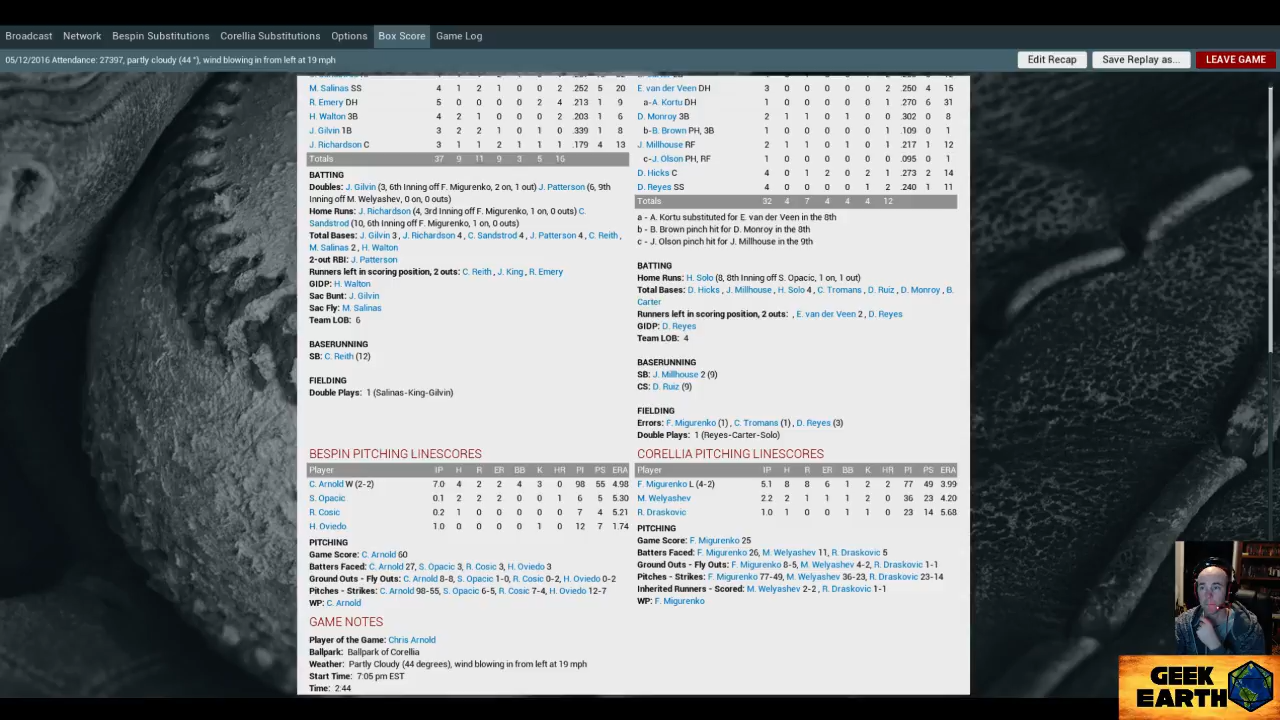 Broadcast Network Bespin Substitutions Corellia Substitutions Options Box Score Game Log
05/12/2016 Attendance: 27397, partly cloudy (44 °), wind blowing in from left at 19 mph Edit Recap Save Replay as... LEAVE GAME
M. Salinas SS 4 1 2 1 0 0 2 .252 5 20
R. Emery DH 5 0 0 0 0 2 4 .213 1 9
H. Walton 3B 4 2 1 0 0 0 2 .203 1 6
J. Gilvin 1B 3 2 2 1 0 1 0 .339 1 8
J. Richardson C 3 1 1 2 1 1 1 .179 4 13
Totals 37 9 11 9 3 5 16
BATTING
Doubles: J. Gilvin (3, 6th Inning off F. Migurenko, 2 on, 1 out) J. Patterson (6, 9th
Inning off M. Welyashev, 0 on, 0 outs)
Home Runs: J. Richardson (4, 3rd Inning off F. Migurenko, 1 on, 0 outs) C.
Sandstrod (10, 6th Inning off F. Migurenko, 1 on, 0 outs)
Total Bases: J. Gilvin 3 , J. Richardson 4 , C. Sandstrod 4 , J. Patterson 4 , C. Reith ,
M. Salinas 2 , H. Walton
2-out RBI: J. Patterson
Runners left in scoring position, 2 outs: C. Reith , J. King , R. Emery
GIDP: H. Walton
Sac Bunt: J. Gilvin
Sac Fly: M. Salinas
Team LOB: 6
BASERUNNING
SB: C. Reith (12)
FIELDING
Double Plays: 1 (Salinas-King-Gilvin)
E. van der Veen DH 3 0 0 0 0 0 2 .250 4 15
a-A. Kortu DH 1 0 0 0 0 0 1 .270 6 31
D. Monroy 3B 2 1 1 0 1 0 0 .302 0 8
b-B. Brown PH, 3B 1 0 0 0 0 0 1 .109 0 1
J. Millhouse RF 2 1 1 0 1 0 0 .217 1 12
c-J. Olson PH, RF 1 0 0 0 0 0 0 .095 0 1
D. Hicks C 4 0 1 2 0 2 1 .273 2 14
D. Reyes SS 4 0 0 0 0 1 2 .240 1 11
Totals 32 4 7 4 4 4 12
a - A. Kortu substituted for E. van der Veen in the 8th
b - B. Brown pinch hit for D. Monroy in the 8th
c - J. Olson pinch hit for J. Millhouse in the 9th
BATTING
Home Runs: H. Solo (8, 8th Inning off S. Opacic, 1 on, 1 out)
Total Bases: D. Hicks , J. Millhouse , H. Solo 4 , C. Tromans , D. Ruiz , D. Monroy , B.
Carter
Runners left in scoring position, 2 outs: , E. van der Veen 2 , D. Reyes
GIDP: D. Reyes
Team LOB: 4
BASERUNNING
SB: J. Millhouse 2 (9)
CS: D. Ruiz (9)
FIELDING
Errors: F. Migurenko (1) , C. Tromans (1) , D. Reyes (3)
Double Plays: 1 (Reyes-Carter-Solo)
BESPIN PITCHING LINESCORES
Player IP H R ER BB K HR PI PS ERA
C. Arnold W (2-2) 7.0 4 2 2 4 3 0 98 55 4.98
S. Opacic 0.1 2 2 2 0 0 1 6 5 5.30
R. Cosic 0.2 1 0 0 0 0 0 7 4 5.21
H. Oviedo 1.0 0 0 0 0 1 0 12 7 1.74
PITCHING
Game Score: C. Arnold 60
Batters Faced: C. Arnold 27, S. Opacic 3, R. Cosic 3, H. Oviedo 3
Ground Outs - Fly Outs: C. Arnold 8-8, S. Opacic 1-0, R. Cosic 0-2, H. Oviedo 0-2
Pitches - Strikes: C. Arnold 98-55, S. Opacic 6-5, R. Cosic 7-4, H. Oviedo 12-7
WP: C. Arnold
CORELLIA PITCHING LINESCORES
Player IP H R ER BB K HR PI PS ERA
F. Migurenko L (4-2) 5.1 8 8 6 1 2 2 77 49 3.99
M. Welyashev 2.2 2 1 1 1 2 0 36 23 4.20
R. Draskovic 1.0 1 0 0 1 1 0 23 14 5.68
PITCHING
Game Score: F. Migurenko 25
Batters Faced: F. Migurenko 26, M. Welyashev 11, R. Draskovic 5
Ground Outs - Fly Outs: F. Migurenko 8-5, M. Welyashev 4-2, R. Draskovic 1-1
Pitches - Strikes: F. Migurenko 77-49, M. Welyashev 36-23, R. Draskovic 23-14
Inherited Runners - Scored: M. Welyashev 2-2 , R. Draskovic 1-1
WP: F. Migurenko
GAME NOTES
Player of the Game: Chris Arnold
Ballpark: Ballpark of Corellia
Weather: Partly Cloudy (44 degrees), wind blowing in from left at 19 mph
Start Time: 7:05 pm EST
Time: 2:44
GEEK
EARTH